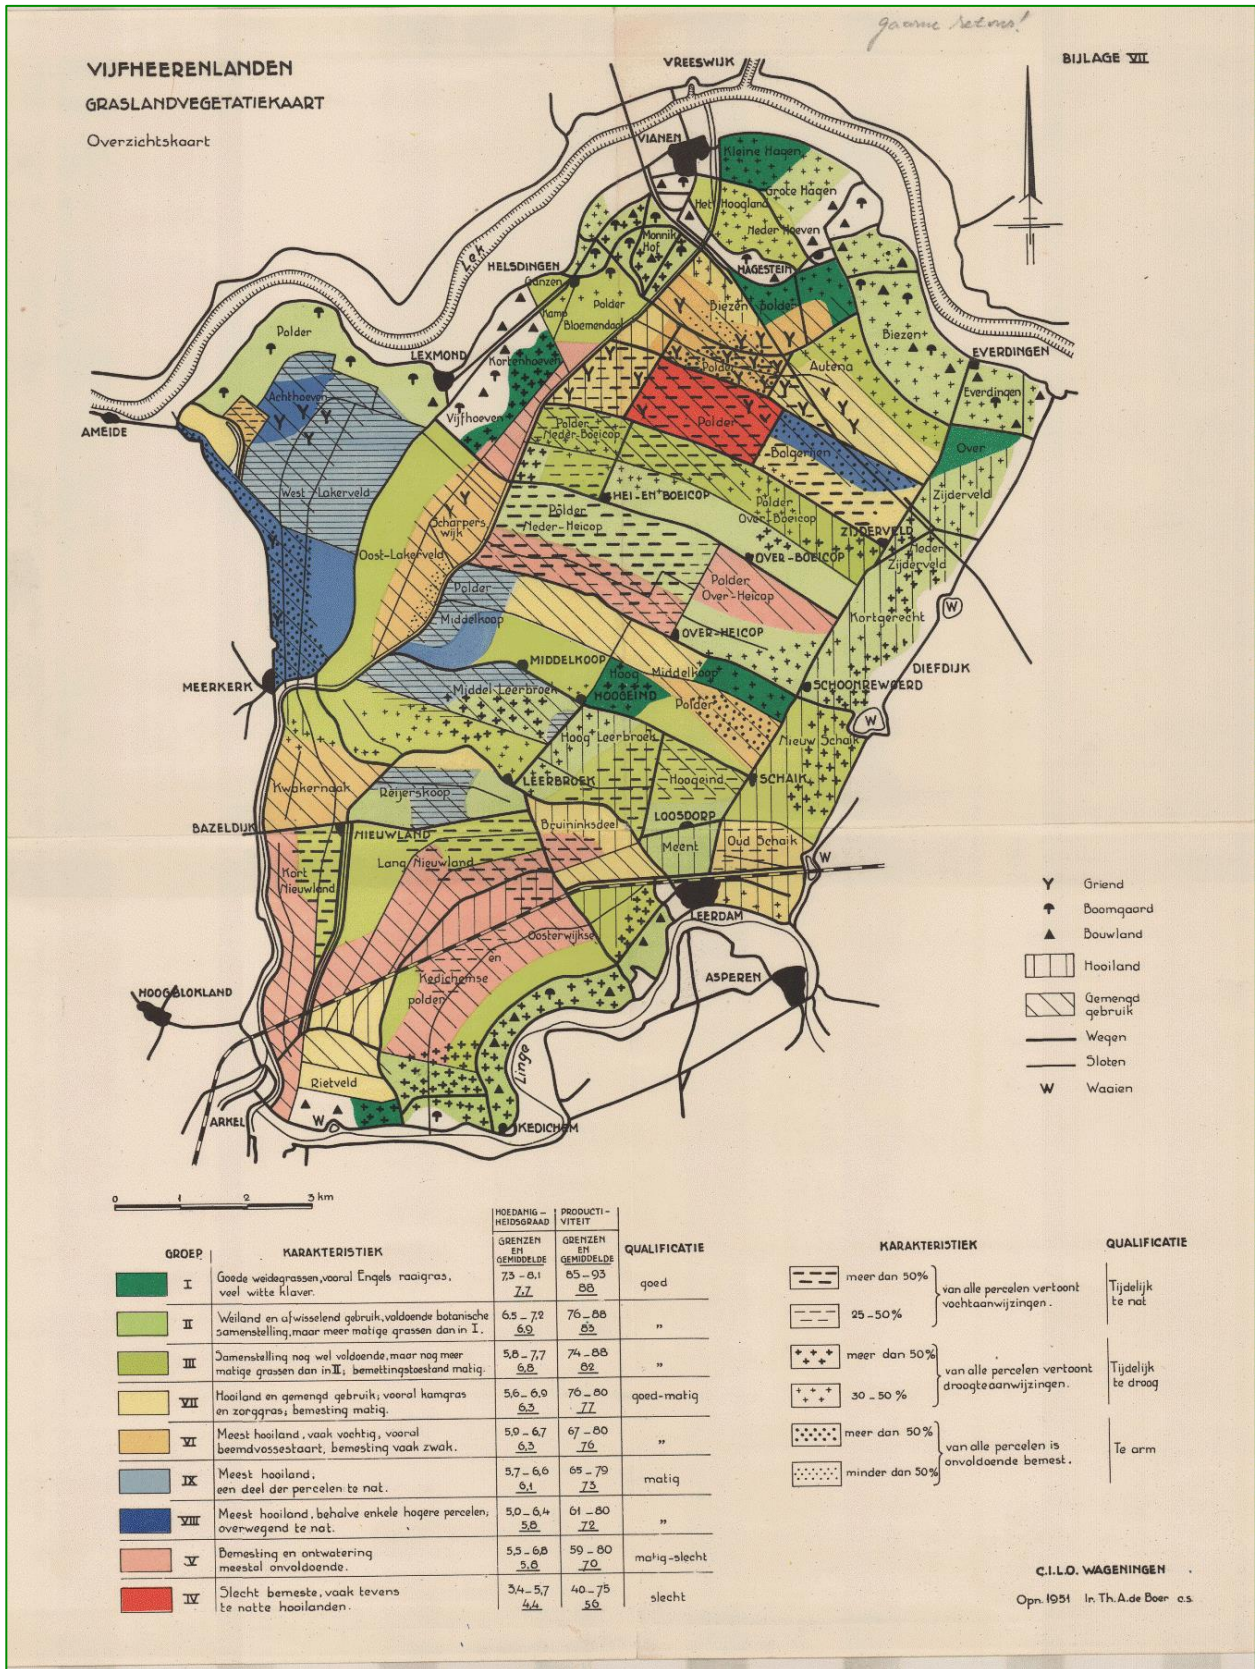 gaarne retour!
VIJFHEERENLANDEN
GRASLANDVEGETATIEKAART
Overzichtskaart
BIJLAGE VII
VREESWIJK
VIANEN
Kleine Hagen
Grote Hagen
Het Hoogland
Neder Hoeven
Monnik
Hof
HAGESTEIN
Lek
HELSDINGEN
Ganzen
Kamp
Polder
Bloemendaal
Biezen Polder
Biezen
EVERDINGEN
Everdingen
Autena
Polder
Polder
LEXMOND
Kortenhoeven
Vijfhoeven
Achthoeven
AMEIDE
Polder
Neder-Boeicop
Polder
Bolgerijen
Over
Zijderveld
West Lakerveld
Scharpers
wijk
Oost-Lakerveld
HEI-EN-BOEICOP
Polder
Neder-Heicop
Polder
Over-Boeicop
ZIJDERVELD
Neder
Zijderveld
OVER-BOEICOP
Polder
Over-Heicop
Kortgerecht
W
Polder
Middelkoop
OVER-HEICOP
DIEFDIJK
MEERKERK
MIDDELKOOP
Hoog
Middelkoop
SCHOONREWOERD
Middel Leerbroek
HOOGEIND
Polder
W
Hoog Leerbroek
Nieuw Schaik
Kwakernaak
Reijerskoop
LEERBROEK
Hoogeind
SCHAIK
BAZELDIJK
NIEUWLAND
Bruininksdeel
LOOSDORP
Meent
Oud Schaik
W
Kort
Nieuwland
Lang Nieuwland
LEERDAM
Oosterwijkse
en
Kedichemse
polder
ASPEREN
HOOGBLOKLAND
Linge
Rietveld
ARKEL
W
KEDICHEM
Y Griend
Boomgaard
Bouwland
Hooiland
Gemengd
gebruik
Wegen
Sloten
W Waaien
0 1 2 3 km
GROEP KARAKTERISTIEK HOEDANIG- HEIDSGRAAD GRENZEN EN GEMIDDELDE PRODUCTI- VITEIT GRENZEN EN GEMIDDELDE QUALIFICATIE
I Goede weidegrassen, vooral Engels raaigras, 7,3 - 8,1 85-93 goed
veel witte klaver. 7,7 88
II Weiland en afwisselend gebruik, voldoende botanische 6,5 - 7,2 76-88 "
samenstelling, maar meer matige grassen dan in I. 6,9 83
III Samenstelling nog wel voldoende, maar nog meer 5,8 - 7,7 74-88 "
matige grassen dan in II; bemestingstoestand matig. 6,8 82
VII Hooiland en gemengd gebruik; vooral kamgras 5,6 - 6,9 76-80 goed-matig
en zorggras; bemesting matig. 6,3 77
VI Meest hooiland, vaak vochtig, vooral 5,9 - 6,7 67-80 "
beemdvossestaart, bemesting vaak zwak. 6,3 76
IX Meest hooiland, 5,7 - 6,6 65-79 matig
een deel der percelen te nat. 6,1 73
VIII Meest hooiland, behalve enkele hogere percelen, 5,0 - 6,4 61-80 "
overwegend te nat. 5,8 72
V Bemesting en ontwatering 5,5 - 6,8 59-80 matig-slecht
meestal onvoldoende. 5,8 70
IV Slecht bemeste, vaak tevens 3,4 - 5,7 40-75 slecht
te natte hooilanden. 4,4 56
KARAKTERISTIEK QUALIFICATIE
meer dan 50%
25-50%
van alle percelen vertoont
vochtaanwijzingen.
Tijdelijk
te nat
meer dan 50%
30-50%
van alle percelen vertoont
droogteaanwijzingen.
Tijdelijk
te droog
meer dan 50%
minder dan 50%
van alle percelen is
onvoldoende bemest.
Te arm
C.I.L.O. WAGENINGEN
Opn. 1951 Ir. Th. A. de Boer c.s.